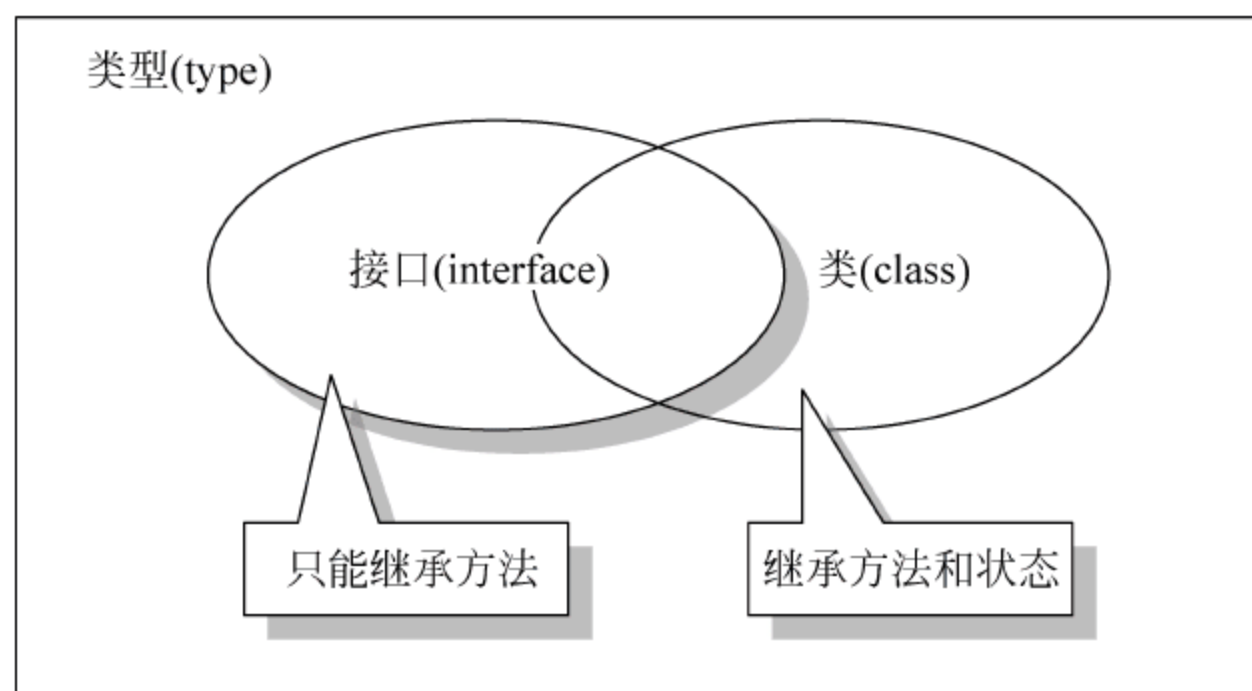 类型(type)
接口(interface)
类(class)
只能继承方法
继承方法和状态